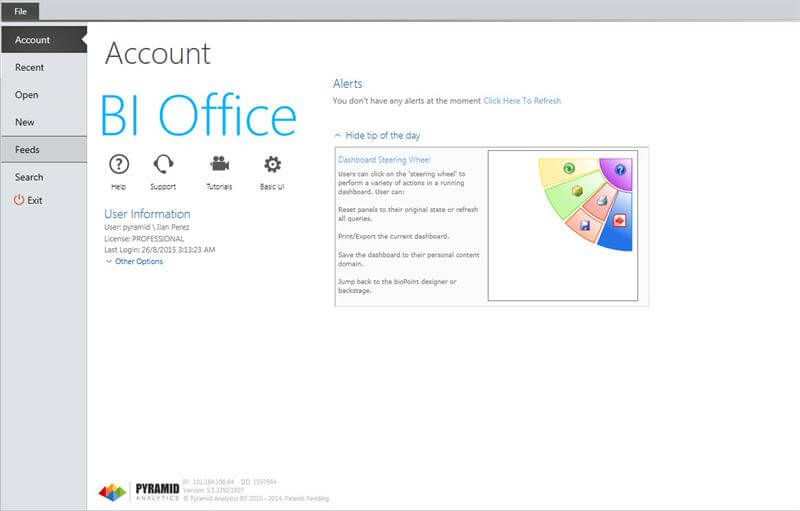 File
Account
Recent
Open
New
Feeds
Search
Exit
Account
BI Office
Help
Support
Tutorials
Basic UI
User Information
User: pyramid \ Ilan Perez
License: PROFESSIONAL
Last Login: 26/8/2015 3:13:23 AM
Other Options
Alerts
You don't have any alerts at the moment Click Here To Refresh
Hide tip of the day
Dashboard Steering Wheel
Users can click on the 'steering wheel' to
perform a variety of actions in a running
dashboard. User can:
Reset panels to their original state or refresh
all queries.
Print/Export the current dashboard.
Save the dashboard to their personal content
domain.
Jump back to the bioPoint designer or
backstage.
PYRAMID
ANALYTICS
IP: 101.184.196.64 SID: 1597944
Version: 5.5.2392.1807
© Pyramid Analytics BV 2010 - 2014; Patents Pending